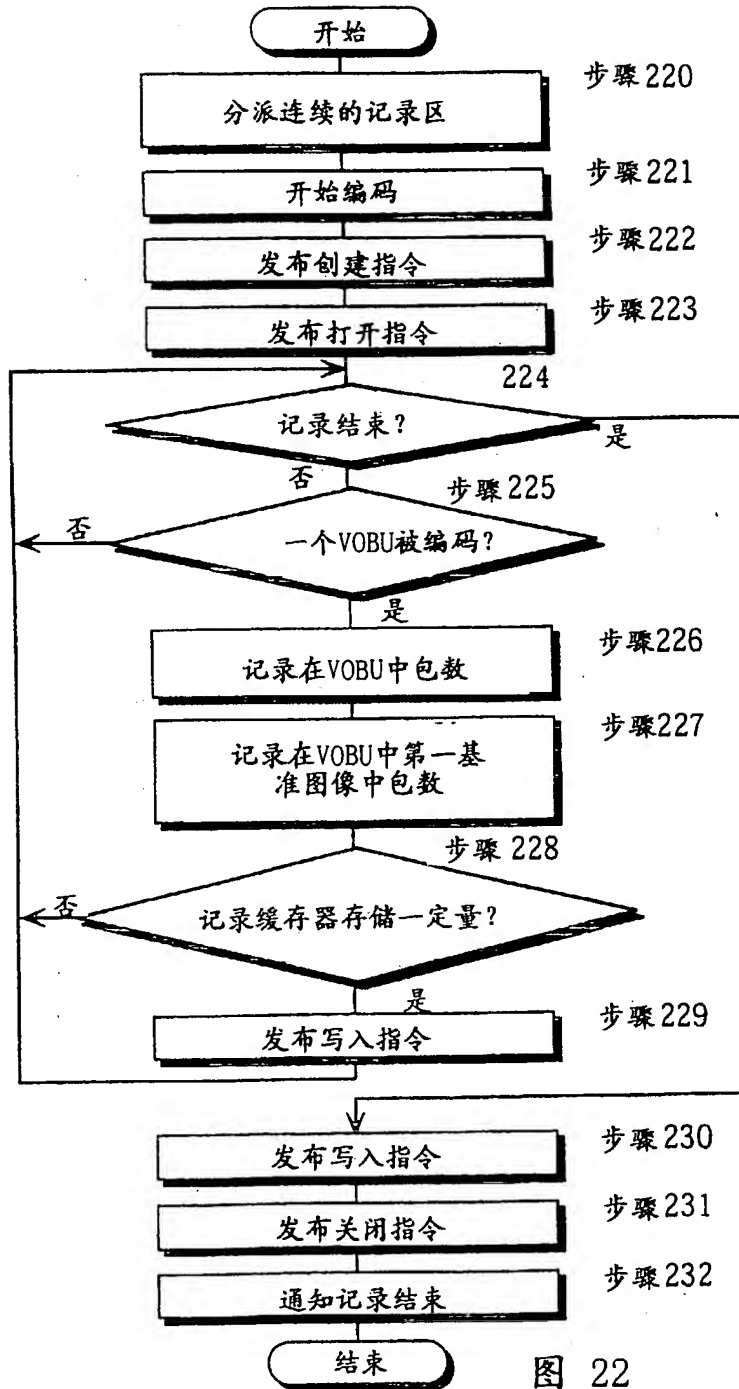 开始
步骤220
分派连续的记录区
步骤221
开始编码
步骤222
发布创建指令
步骤223
发布打开指令
224
记录结束?
是
否
步骤225
否
一个VOBU被编码?
是
步骤226
记录在VOBU中包数
步骤227
记录在VOBU中第一基
准图像中包数
步骤 228
否
记录缓存器存储一定量?
是
步骤229
发布写入指令
步骤230
发布写入指令
步骤231
发布关闭指令
步骤232
通知记录结束
结束
图 22